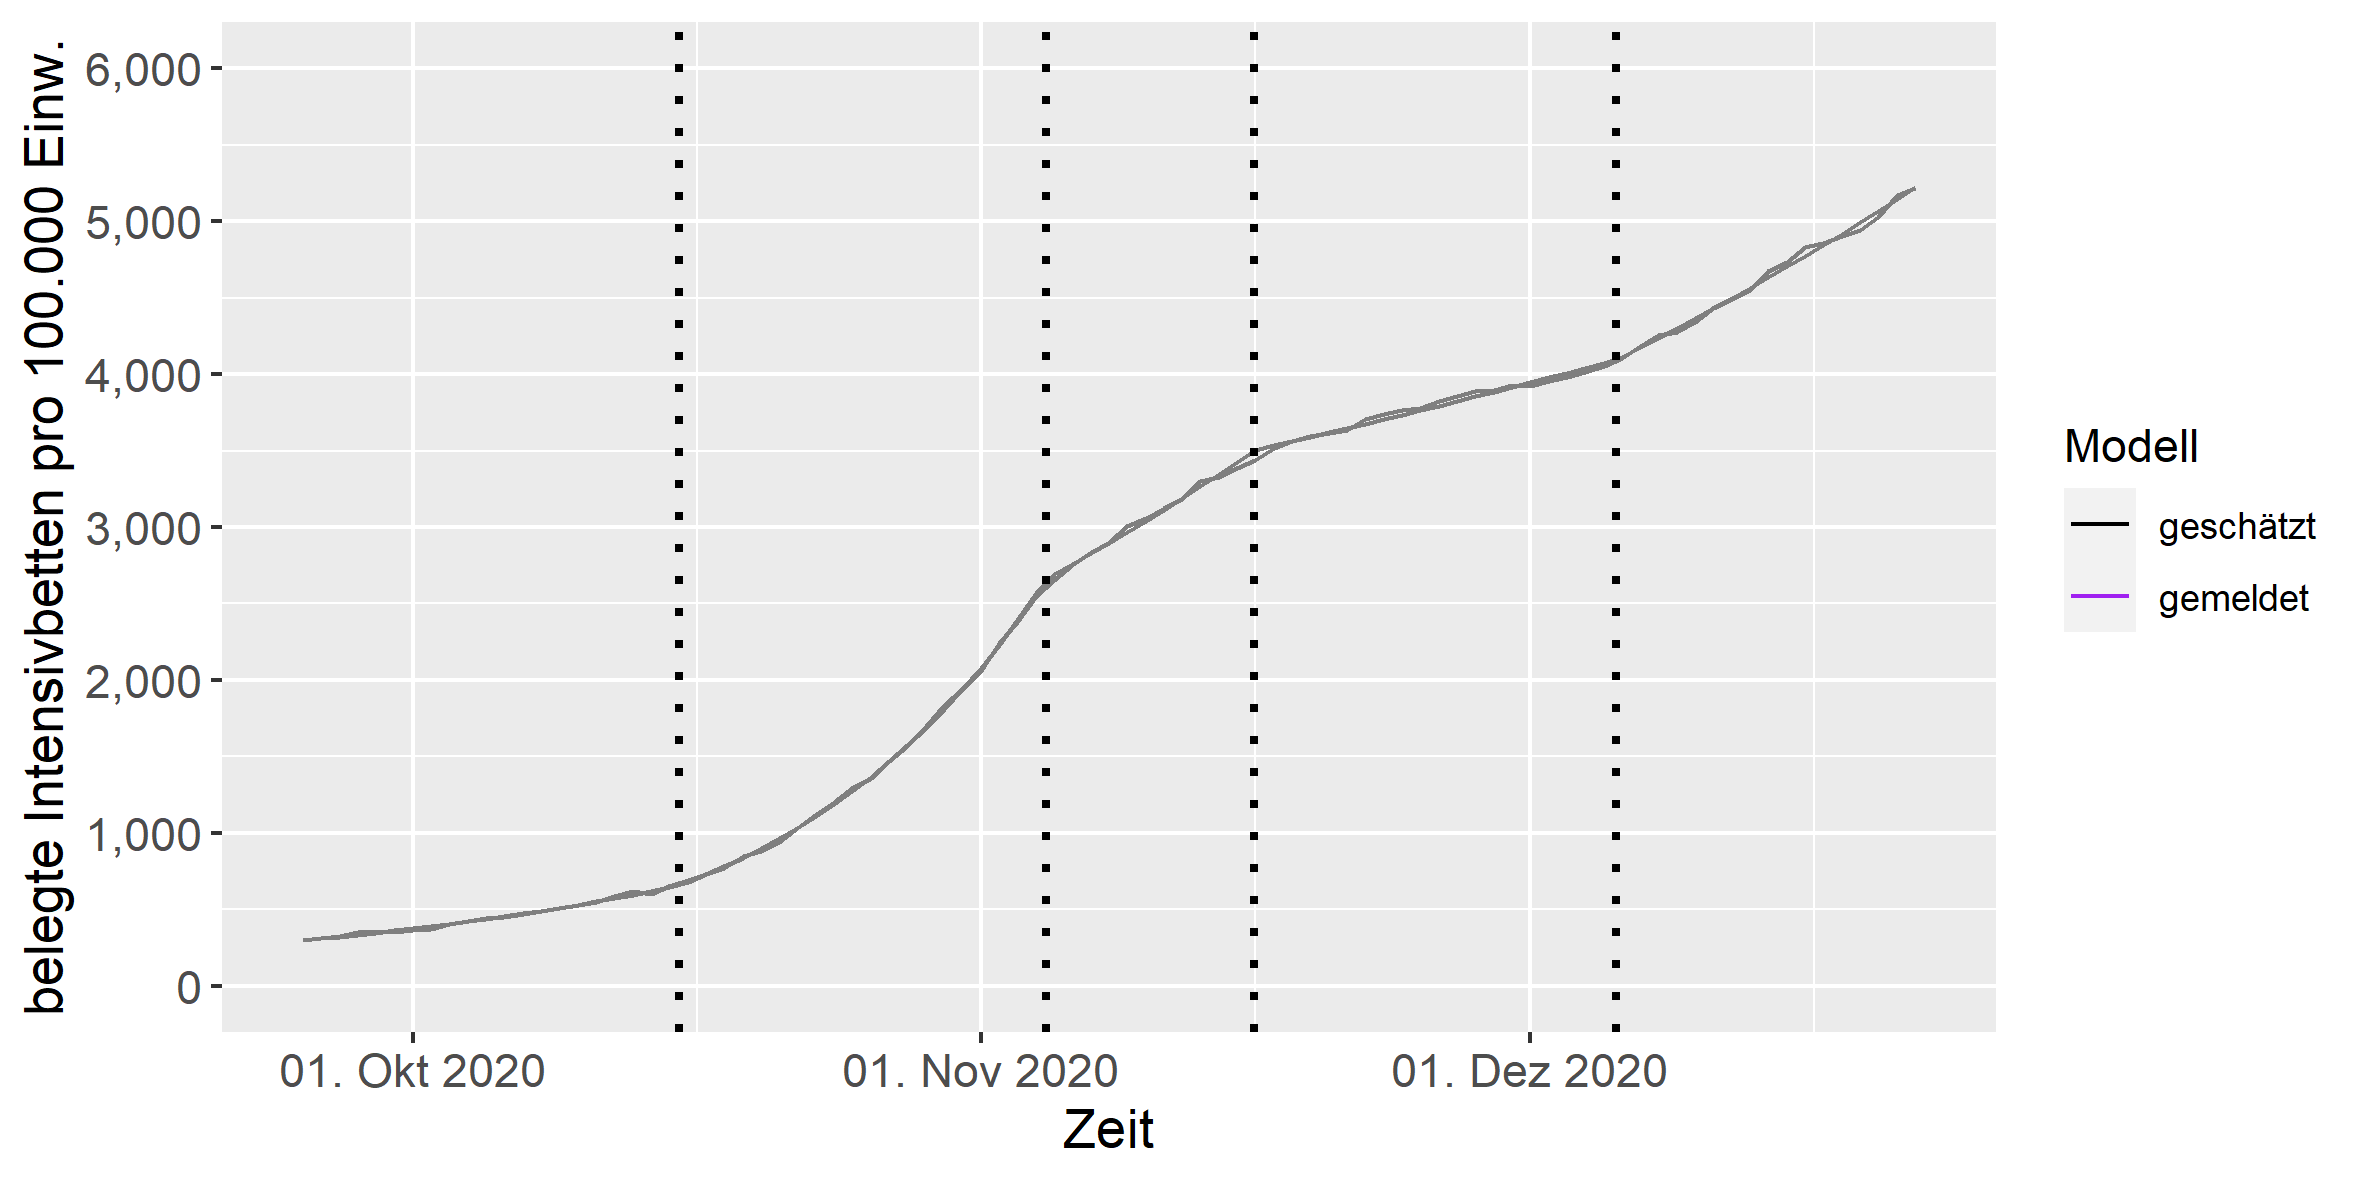 belegte Intensivbetten pro 100.000 Einw.
6,000
5,000
4,000
3,000
2,000
1,000
0
01. Okt 2020
01. Nov 2020
01. Dez 2020
Zeit
Modell
geschätzt
gemeldet